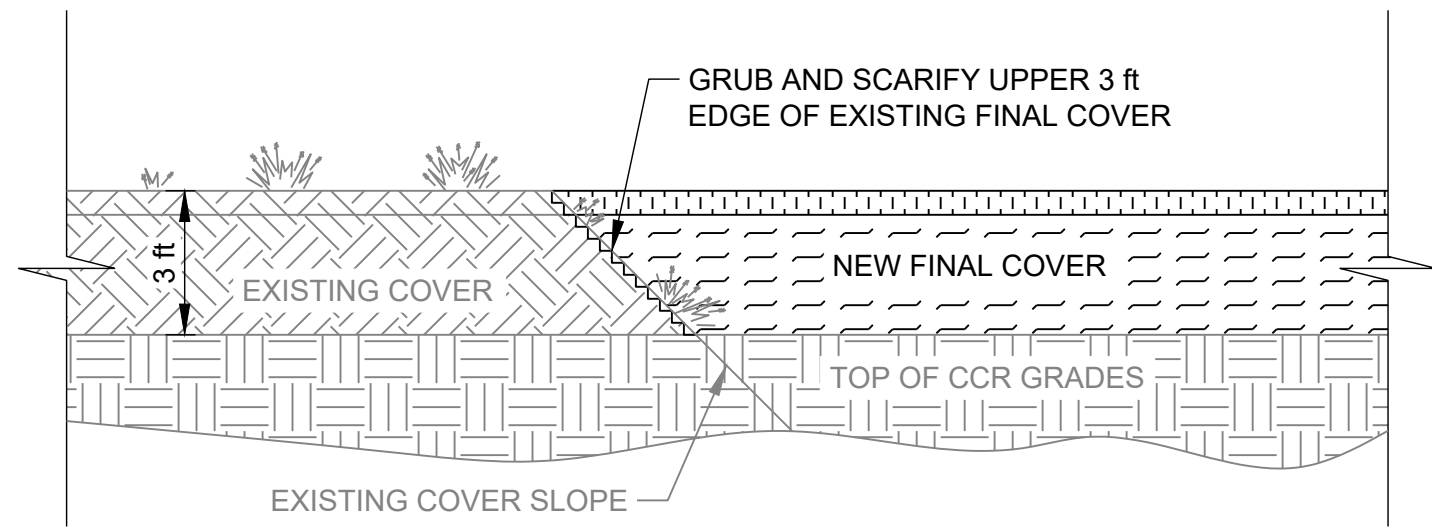 GRUB AND SCARIFY UPPER 3 ft
EDGE OF EXISTING FINAL COVER
3 ft
EXISTING COVER
NEW FINAL COVER
TOP OF CCR GRADES
EXISTING COVER SLOPE